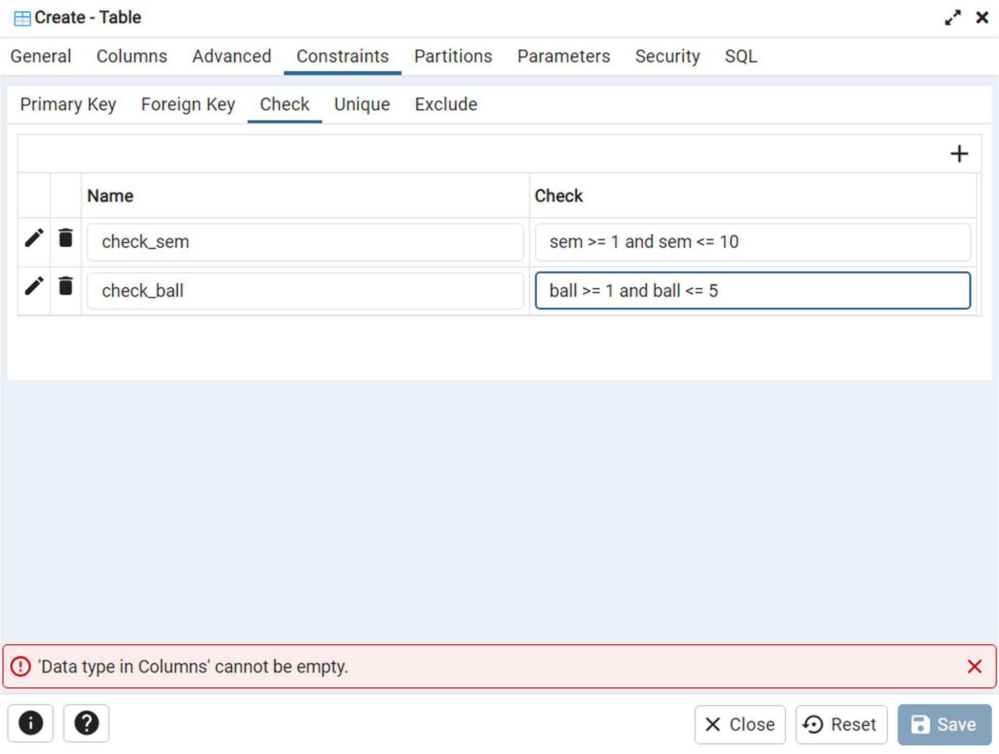 Create - Table
General Columns Advanced Constraints Partitions Parameters Security SQL
Primary Key Foreign Key Check Unique Exclude
Name Check
check_sem sem >= 1 and sem <= 10
check_ball ball >= 1 and ball <= 5
'Data type in Columns' cannot be empty.
Close Reset Save